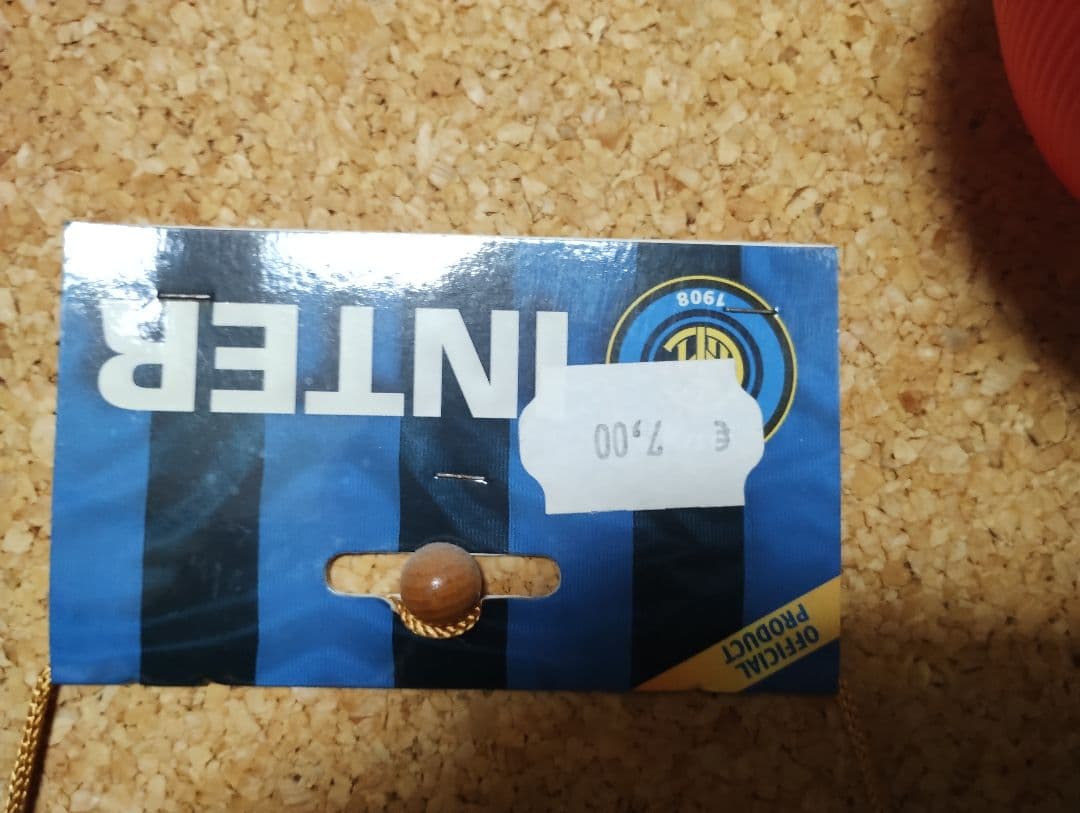 OFFICIAL
PRODUCT
€ 7,00
1908
INTER